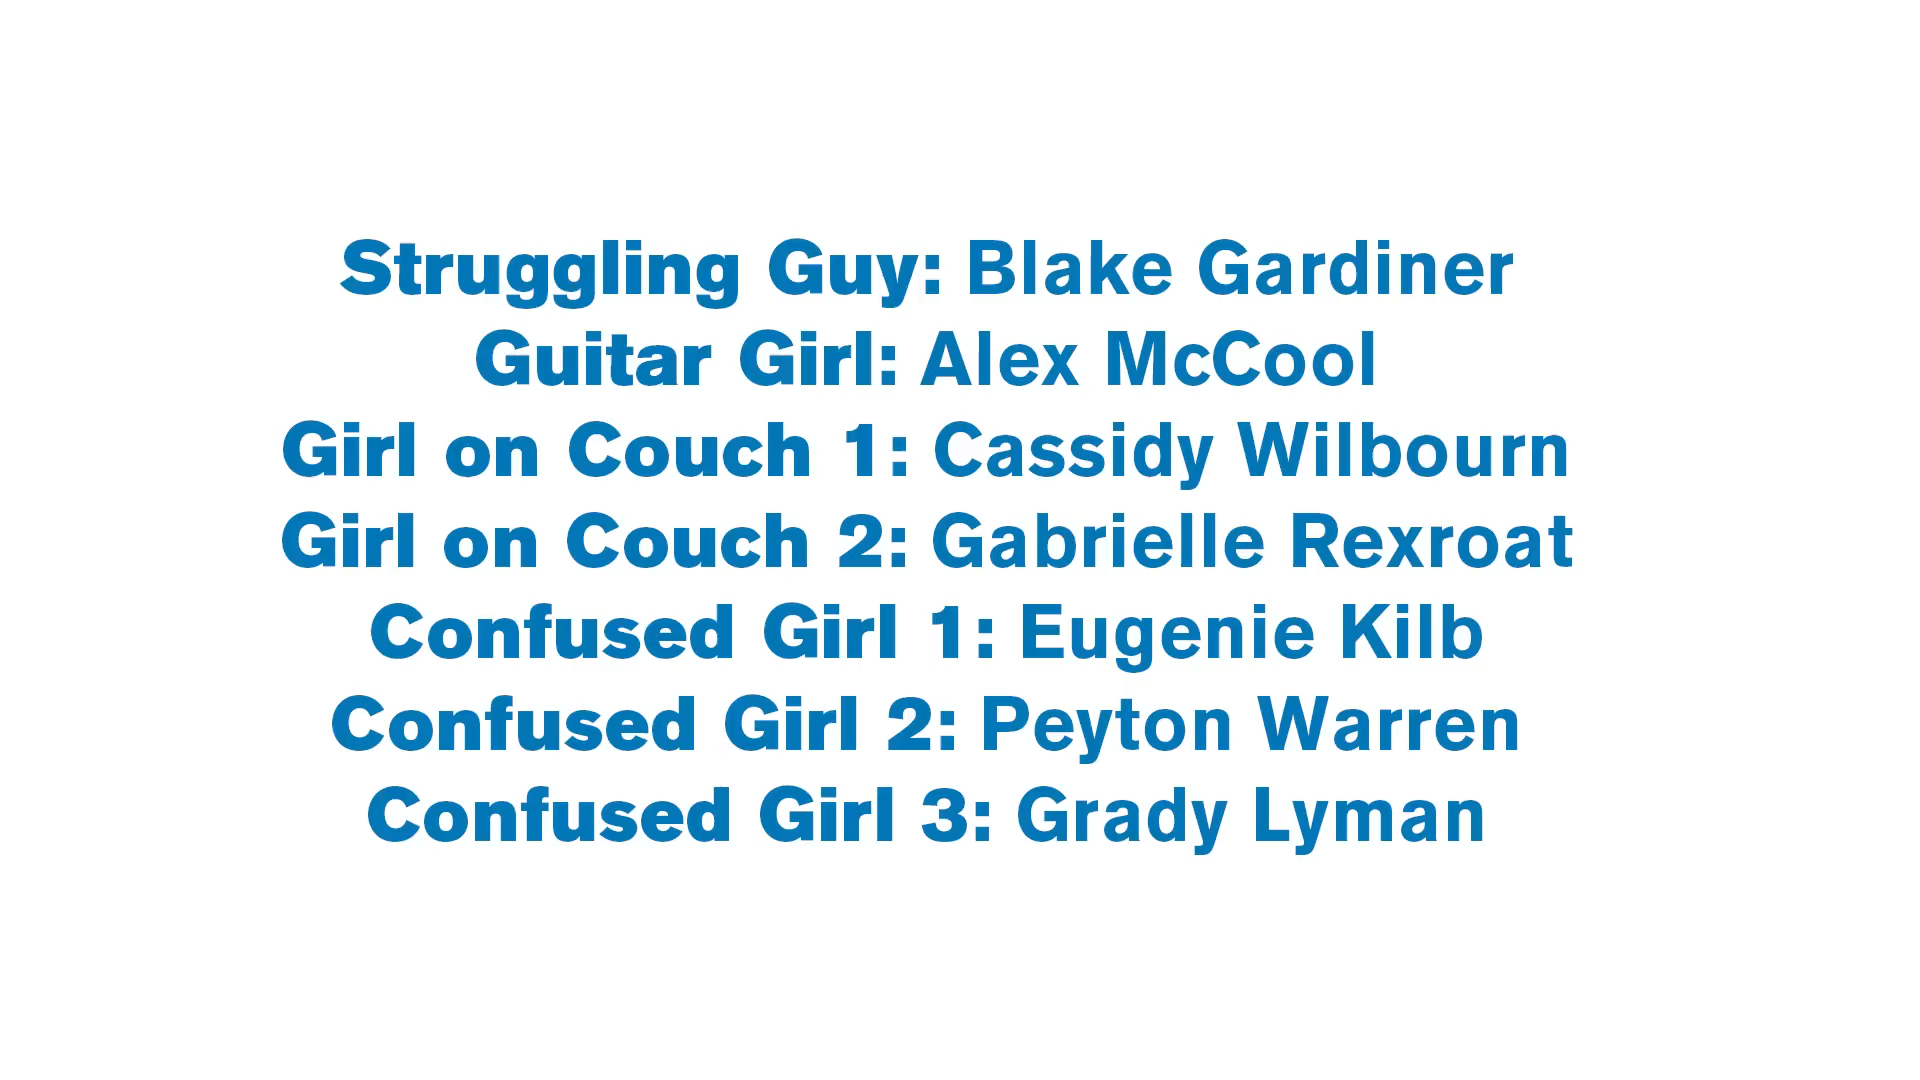 Struggling Guy: Blake Gardiner
Guitar Girl: Alex McCool
Girl on Couch 1: Cassidy Wilbourn
Girl on Couch 2: Gabrielle Rexroat
Confused Girl 1: Eugenie Kilb
Confused Girl 2: Peyton Warren
Confused Girl 3: Grady Lyman